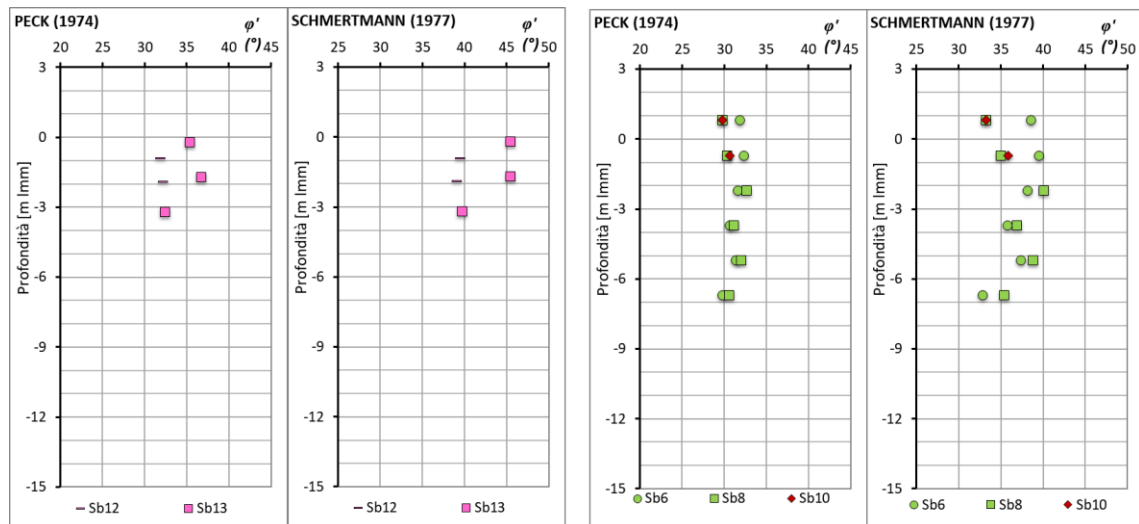 PECK (1974) φ' (°)
20 25 30 35 40 45
3
0
-3
-6
-9
-12
-15
Profondità [m lmm]
Sb12 Sb13
SCHMERTMANN (1977) φ' (°)
25 30 35 40 45 50
3
0
-3
-6
-9
-12
-15
Profondità [m lmm]
Sb12 Sb13
PECK (1974) φ' (°)
20 25 30 35 40 45
3
0
-3
-6
-9
-12
-15
Profondità [m lmm]
Sb6 Sb8 Sb10
SCHMERTMANN (1977) φ' (°)
25 30 35 40 45 50
3
0
-3
-6
-9
-12
-15
Profondità [m lmm]
Sb6 Sb8 Sb10